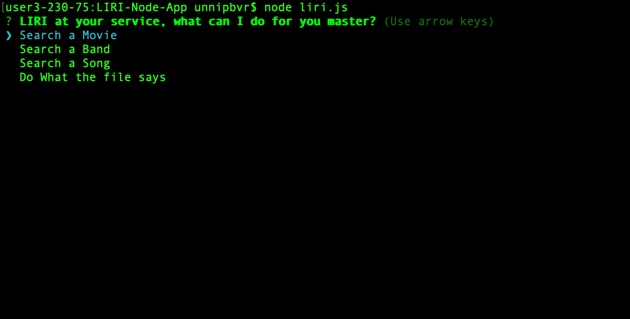 [user3-230-75:LIRI-Node-App unnipbvr$ node liri.js
? LIRI at your service, what can I do for you master? (Use arrow keys)
❯ Search a Movie
Search a Band
Search a Song
Do What the file says